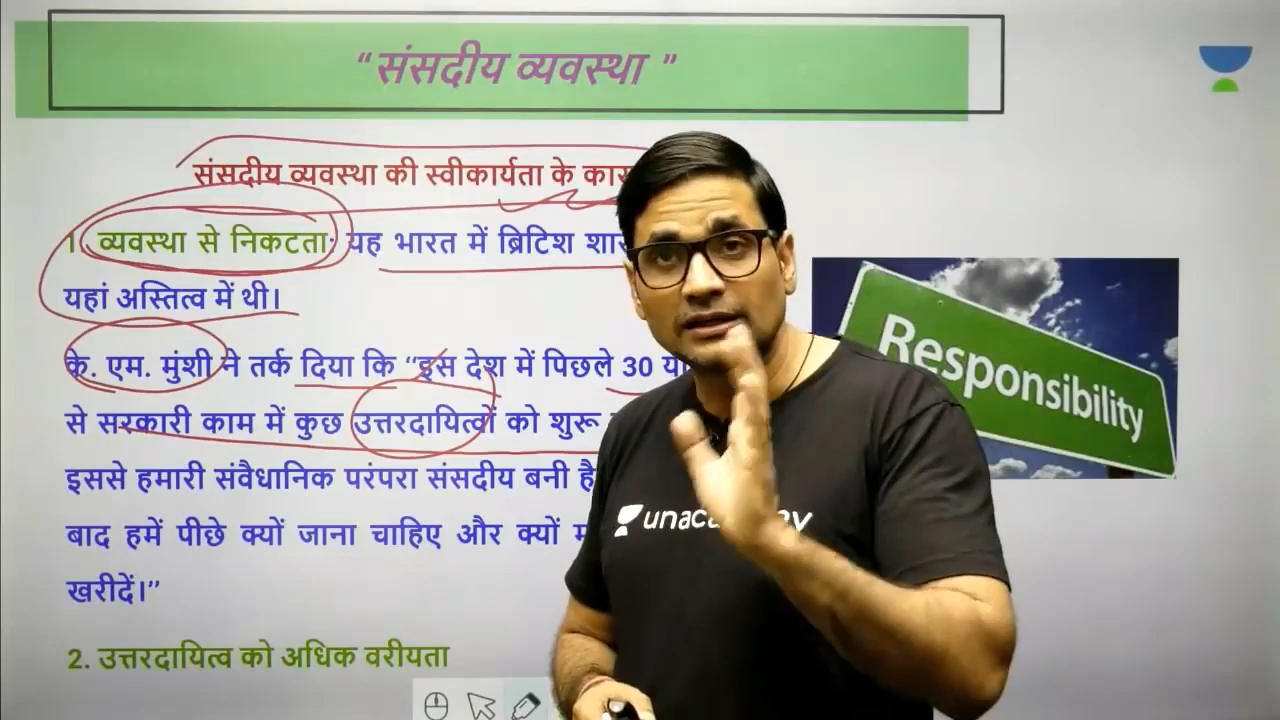 “संसदीय व्यवस्था ”
संसदीय व्यवस्था की स्वीकार्यता के
1. व्यवस्था से निकटता: यह भारत में ब्रिटिश
यहां अस्तित्व में थी।
के. एम. मुंशी ने तर्क दिया कि “इस देश में पिछले 30
से सरकारी काम में कुछ उत्तरदायित्वों को शुरू
इससे हमारी संवैधानिक परंपरा संसदीय बनी है
बाद हमें पीछे क्यों जाना चाहिए और क्यों
खरीदें।”
2. उत्तरदायित्व को अधिक वरीयता
Responsibility